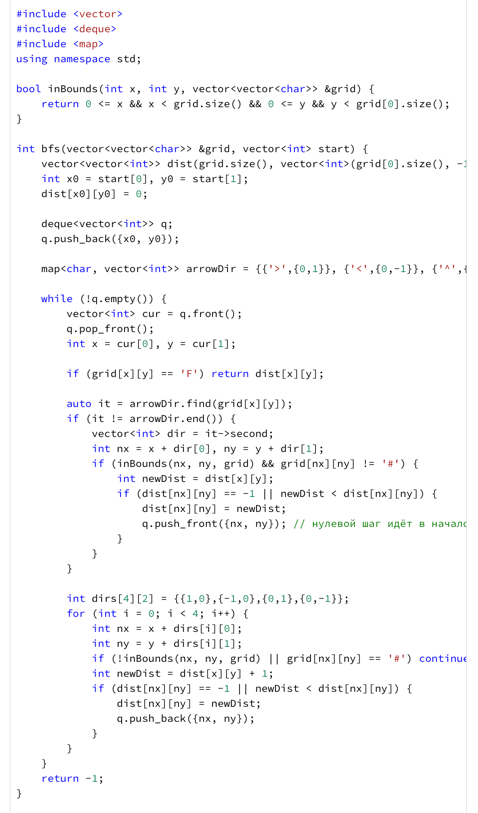 #include <vector>
#include <deque>
#include <map>
using namespace std;

bool inBounds(int x, int y, vector<vector<char>> &grid) {
    return 0 <= x && x < grid.size() && 0 <= y && y < grid[0].size();
}

int bfs(vector<vector<char>> &grid, vector<int> start) {
    vector<vector<int>> dist(grid.size(), vector<int>(grid[0].size(), -1
    int x0 = start[0], y0 = start[1];
    dist[x0][y0] = 0;

    deque<vector<int>> q;
    q.push_back({x0, y0});

    map<char, vector<int>> arrowDir = {{'>',{0,1}}, {'<',{0,-1}}, {'^',{

    while (!q.empty()) {
        vector<int> cur = q.front();
        q.pop_front();
        int x = cur[0], y = cur[1];

        if (grid[x][y] == 'F') return dist[x][y];

        auto it = arrowDir.find(grid[x][y]);
        if (it != arrowDir.end()) {
            vector<int> dir = it->second;
            int nx = x + dir[0], ny = y + dir[1];
            if (inBounds(nx, ny, grid) && grid[nx][ny] != '#') {
                int newDist = dist[x][y];
                if (dist[nx][ny] == -1 || newDist < dist[nx][ny]) {
                    dist[nx][ny] = newDist;
                    q.push_front({nx, ny}); // нулевой шаг идёт в начало
                }
            }
        }

        int dirs[4][2] = {{1,0},{-1,0},{0,1},{0,-1}};
        for (int i = 0; i < 4; i++) {
            int nx = x + dirs[i][0];
            int ny = y + dirs[i][1];
            if (!inBounds(nx, ny, grid) || grid[nx][ny] == '#') continue
            int newDist = dist[x][y] + 1;
            if (dist[nx][ny] == -1 || newDist < dist[nx][ny]) {
                dist[nx][ny] = newDist;
                q.push_back({nx, ny});
            }
        }
    }
    return -1;
}